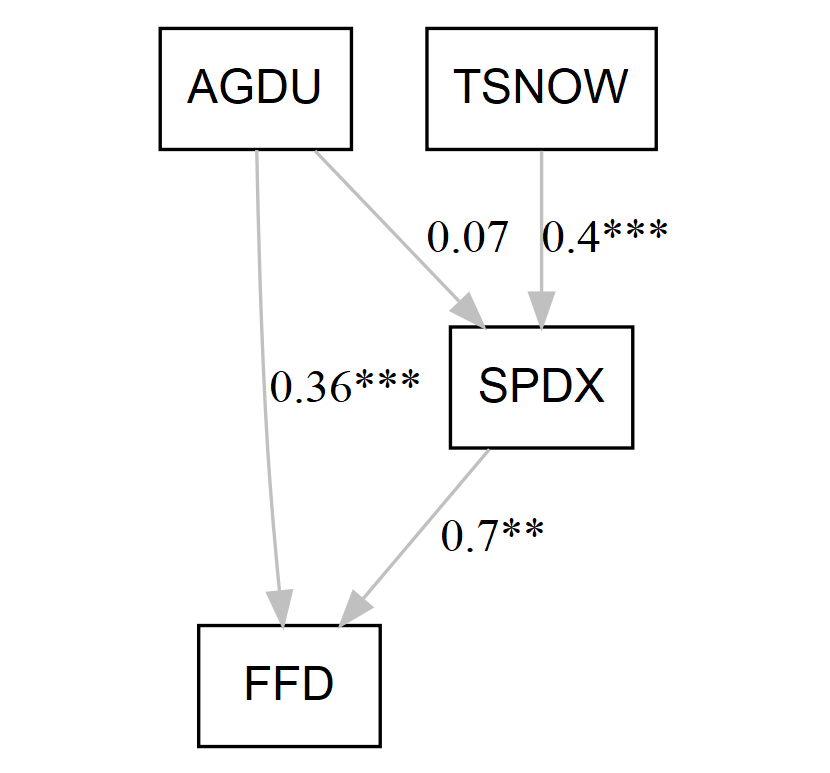 AGDU
TSNOW
0.07
0.4***
SPDX
0.36***
0.7**
FFD